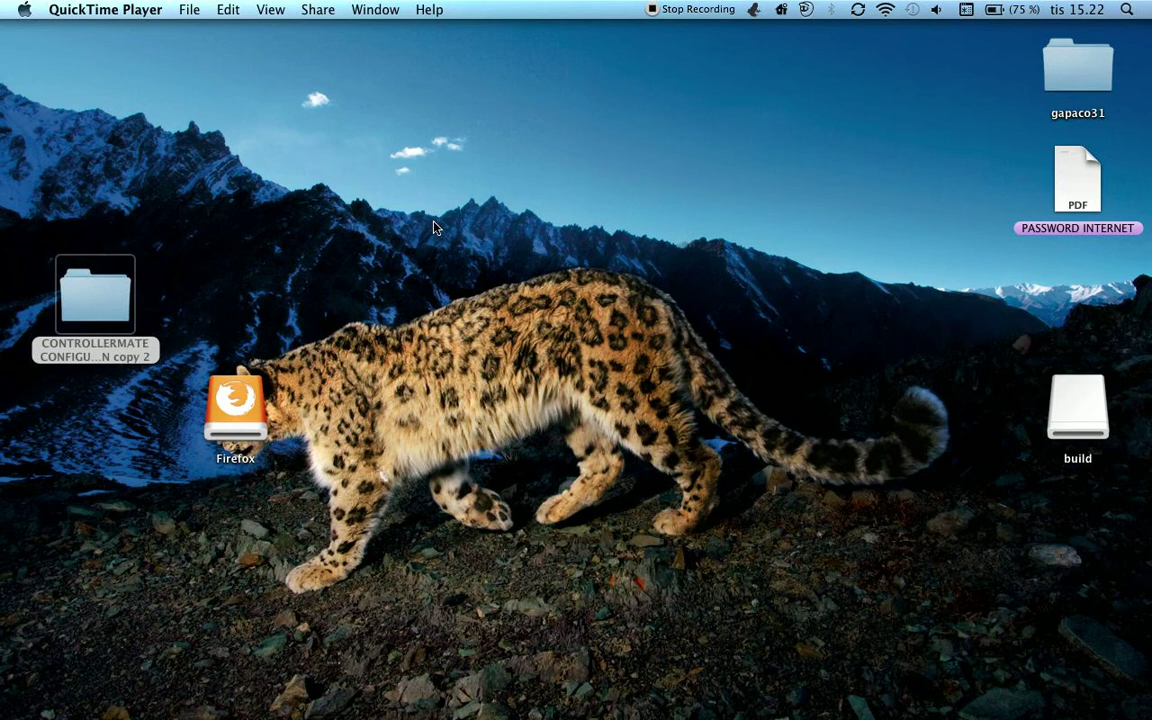 QuickTime Player File Edit View Share Window Help Stop Recording (75 %) tis 15.22
gapaco31
PDF
PASSWORD INTERNET
CONTROLLERMATE
CONFIGU...N copy 2
Firefox
build